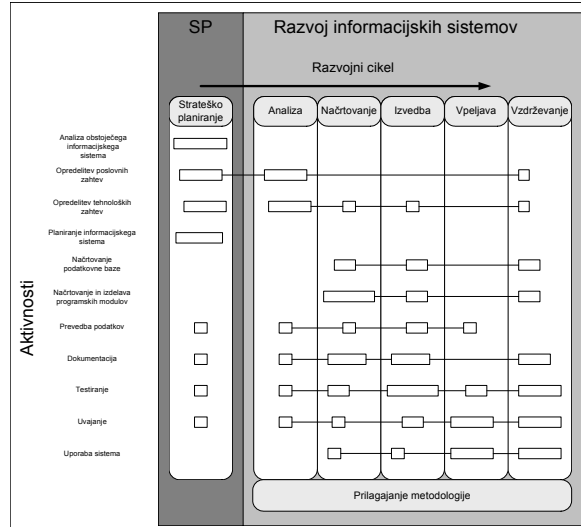 SP
Razvoj informacijskih sistemov
Razvojni cikel
Strateško
planiranje
Analiza
Načrtovanje
Izvedba
Vpeljava
Vzdrževanje
Aktivnosti
Analiza obstoječega
informacijskega
sistema
Opredelitev poslovnih
zahtev
Opredelitev tehnoloških
zahtev
Planiranje informacijskega
sistema
Načrtovanje
podatkovne baze
Načrtovanje in izdelava
programskih modulov
Prevedba podatkov
Dokumentacija
Testiranje
Uvajanje
Uporaba sistema
Prilagajanje metodologije